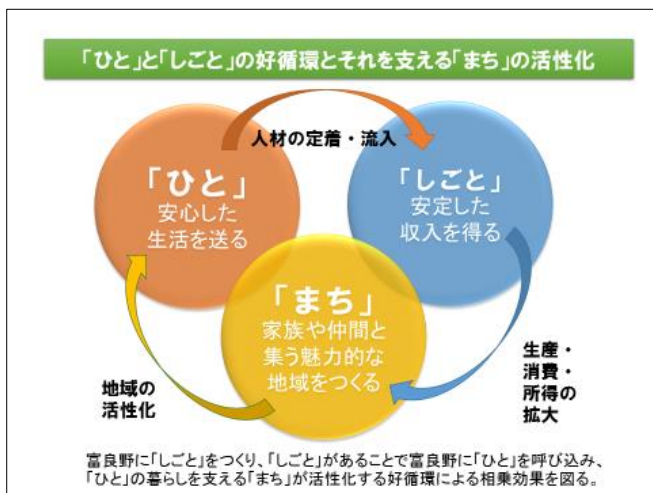 「ひと」と「しごと」の好循環とそれを支える「まち」の活性化
人材の定着・流入
「ひと」
安心した
生活を送る
「しごと」
安定した
収入を得る
「まち」
家族や仲間と
集う魅力的な
地域をつくる
地域の
活性化
生産・
消費・
所得の
拡大
富良野に「しごと」をつくり、「しごと」があることで富良野に「ひと」を呼び込み、
「ひと」の暮らしを支える「まち」が活性化する好循環による相乗効果を図る。